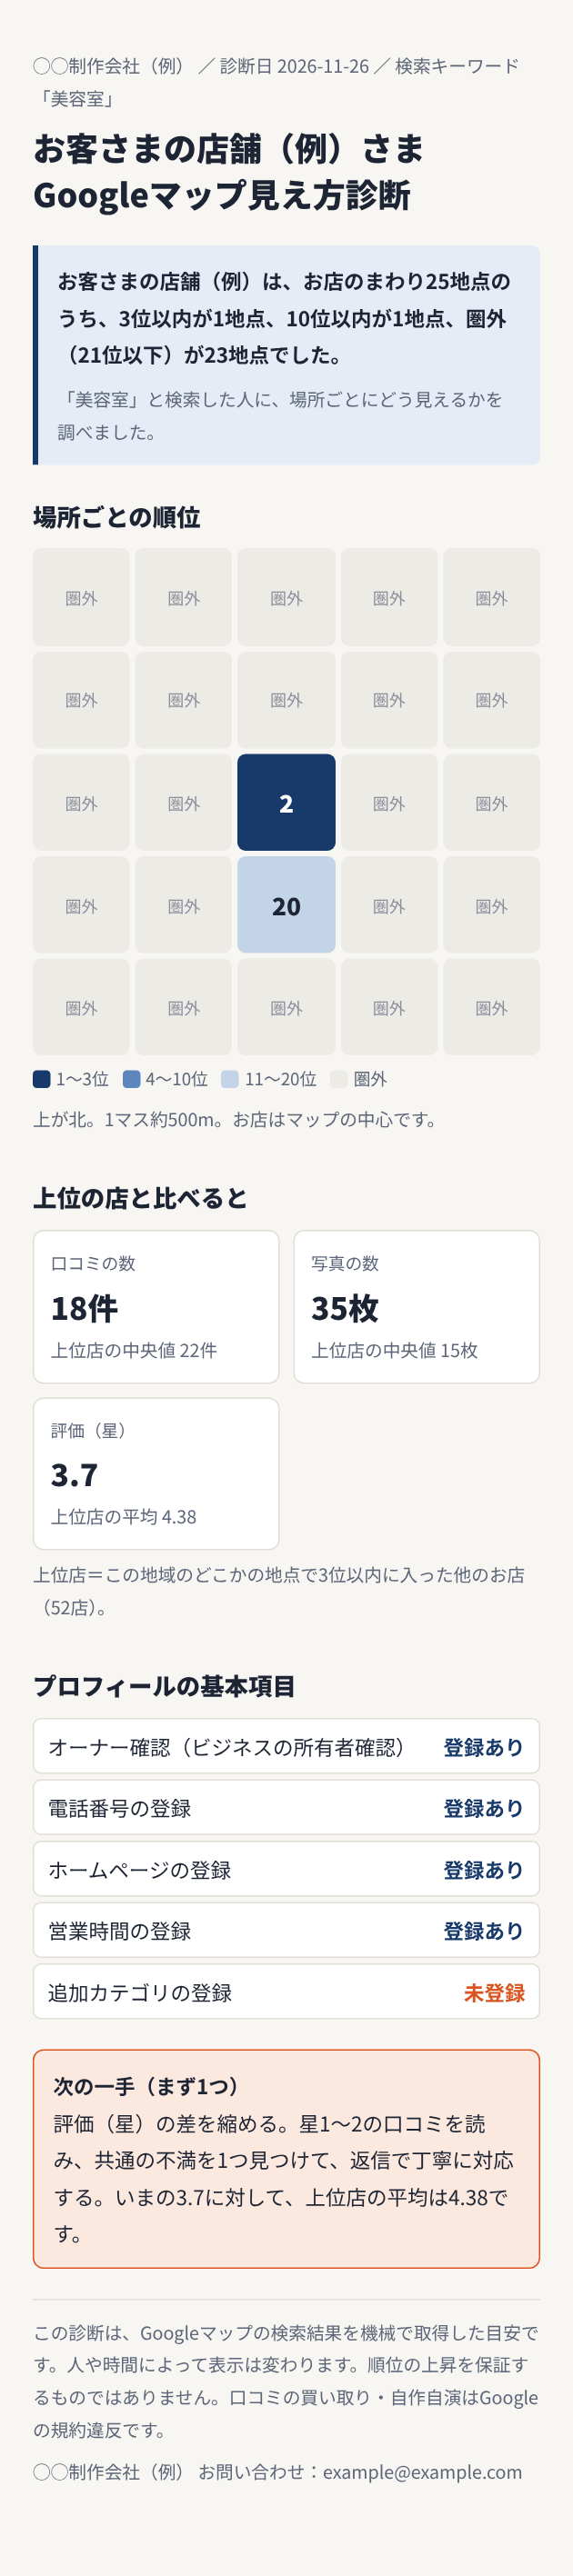 〇〇制作会社（例） ／ 診断日 2026-11-26 ／ 検索キーワード
「美容室」
お客さまの店舗（例）さま
Googleマップ見え方診断
お客さまの店舗（例）は、お店のまわり25地点の
うち、3位以内が1地点、10位以内が1地点、圏外
（21位以下）が23地点でした。
「美容室」と検索した人に、場所ごとにどう見えるかを
調べました。
場所ごとの順位
圏外 圏外 圏外 圏外 圏外
圏外 圏外 圏外 圏外 圏外
圏外 圏外 2 圏外 圏外
圏外 圏外 20 圏外 圏外
圏外 圏外 圏外 圏外 圏外
1〜3位 4〜10位 11〜20位 圏外
上が北。1マス約500m。お店はマップの中心です。
上位の店と比べると
口コミの数
18件
上位店の中央値 22件
写真の数
35枚
上位店の中央値 15枚
評価（星）
3.7
上位店の平均 4.38
上位店＝この地域のどこかの地点で3位以内に入った他のお店
（52店）。
プロフィールの基本項目
オーナー確認（ビジネスの所有者確認） 登録あり
電話番号の登録 登録あり
ホームページの登録 登録あり
営業時間の登録 登録あり
追加カテゴリの登録 未登録
次の一手（まず1つ）
評価（星）の差を縮める。星1〜2の口コミを読
み、共通の不満を1つ見つけて、返信で丁寧に対応
する。いまの3.7に対して、上位店の平均は4.38で
す。
この診断は、Googleマップの検索結果を機械で取得した目安で
す。人や時間によって表示は変わります。順位の上昇を保証す
るものではありません。口コミの買い取り・自作自演はGoogle
の規約違反です。
〇〇制作会社（例） お問い合わせ：example@example.com